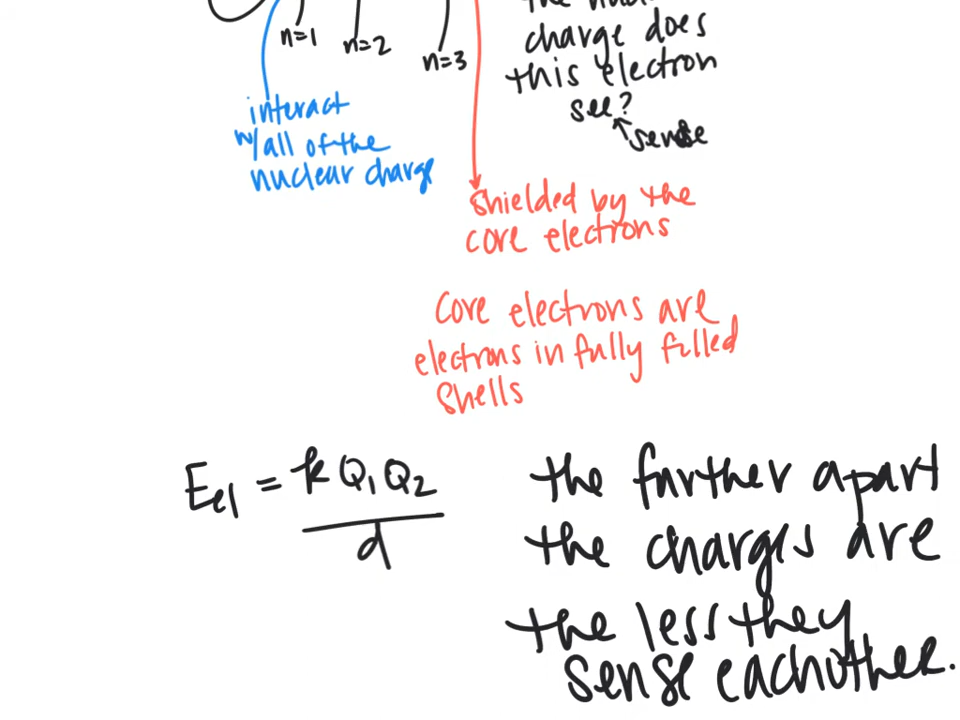 n=1
n=2
n=3
charge does
this electron
see?
sense
interact
w/all of the
nuclear charge
shielded by the
core electrons
Core electrons are
electrons in fully filled
shells
Eel = kQ1Q2
d
the further apart
the charges are
the less they
sense eachother.